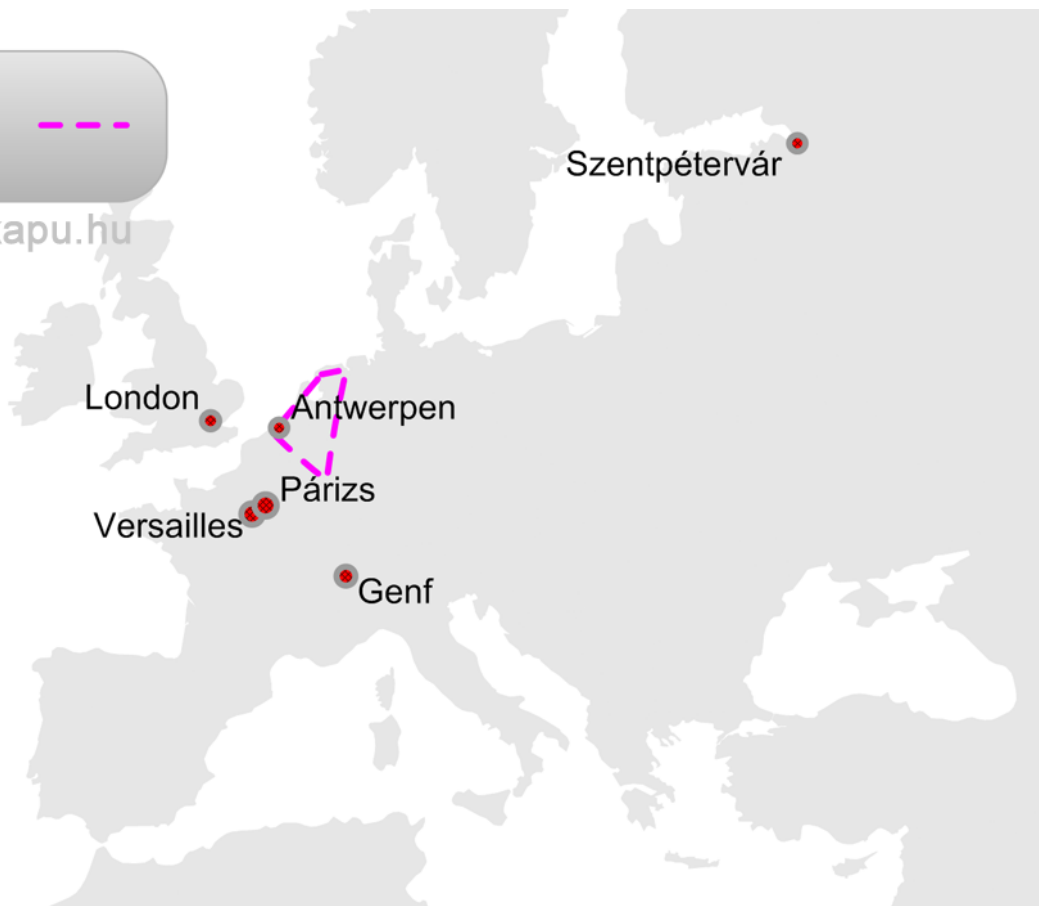 Szentpétervár
apu.hu
London
Antwerpen
Párizs
Versailles
Genf